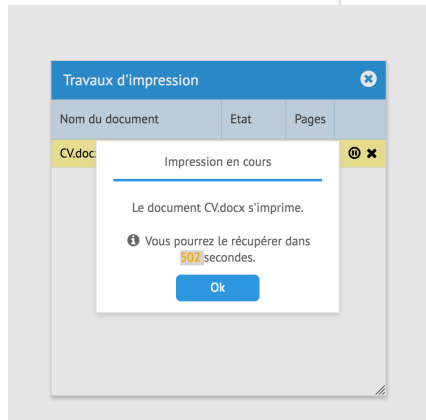 Travaux d'impression
Nom du document Etat Pages
CV.doc
Impression en cours
Le document CV.docx s'imprime.
Vous pourrez le récupérer dans
502 secondes.
Ok